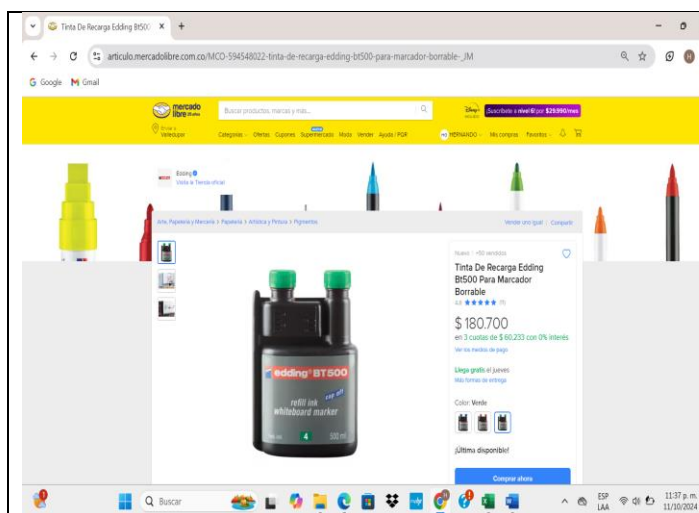 Tinta De Recarga Edding Bt500
articulo.mercadolibre.com.co/MCO-594548022-tinta-de-recarga-edding-bt500-para-marcador-borrable-_JM
Google Gmail
mercado libre
Buscar productos, marcas y más...
¡Suscríbete a nivel 6! por $29.990/mes
Enviar a
Valledupar
Categorías Ofertas Cupones Supermercado Moda Vender Ayuda / PQR HERNANDO Mis compras Favoritos
Edding
Visita la Tienda oficial
Arte, Papelería y Mercería > Papelería > Artística y Pintura > Pigmentos
Vende uno igual Compartir
Nuevo | +50 vendidos
Tinta De Recarga Edding
Bt500 Para Marcador
Borrable
$ 180.700
en 3 cuotas de $ 60.233 con 0% interés
Ver los medios de pago
Llega gratis el jueves
Más formas de entrega
Color: Verde
¡Última disponible!
Comprar ahora
edding BT500
cap off
refill ink
whiteboard marker
4
500 ml
Buscar
ESP
LAA
11:37 p. m.
11/10/2024